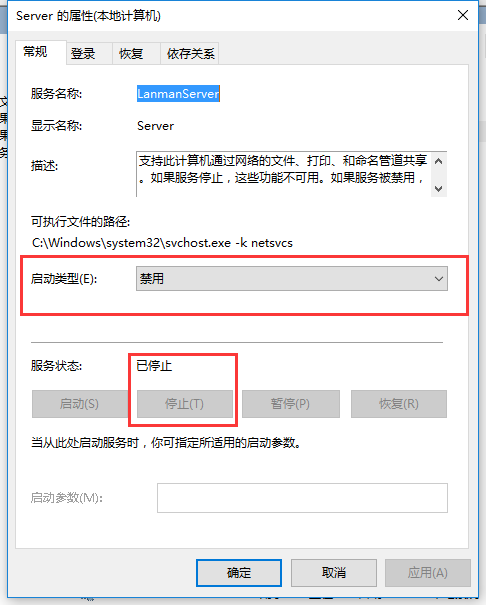 Server 的属性(本地计算机)
常规 登录 恢复 依存关系
服务名称: LanmanServer
显示名称: Server
描述: 支持此计算机通过网络的文件、打印、和命名管道共享
。如果服务停止，这些功能不可用。如果服务被禁用，
可执行文件的路径:
C:\Windows\system32\svchost.exe -k netsvcs
启动类型(E): 禁用
服务状态: 已停止
启动(S) 停止(T) 暂停(P) 恢复(R)
当从此处启动服务时，你可指定所适用的启动参数。
启动参数(M):
确定 取消 应用(A)